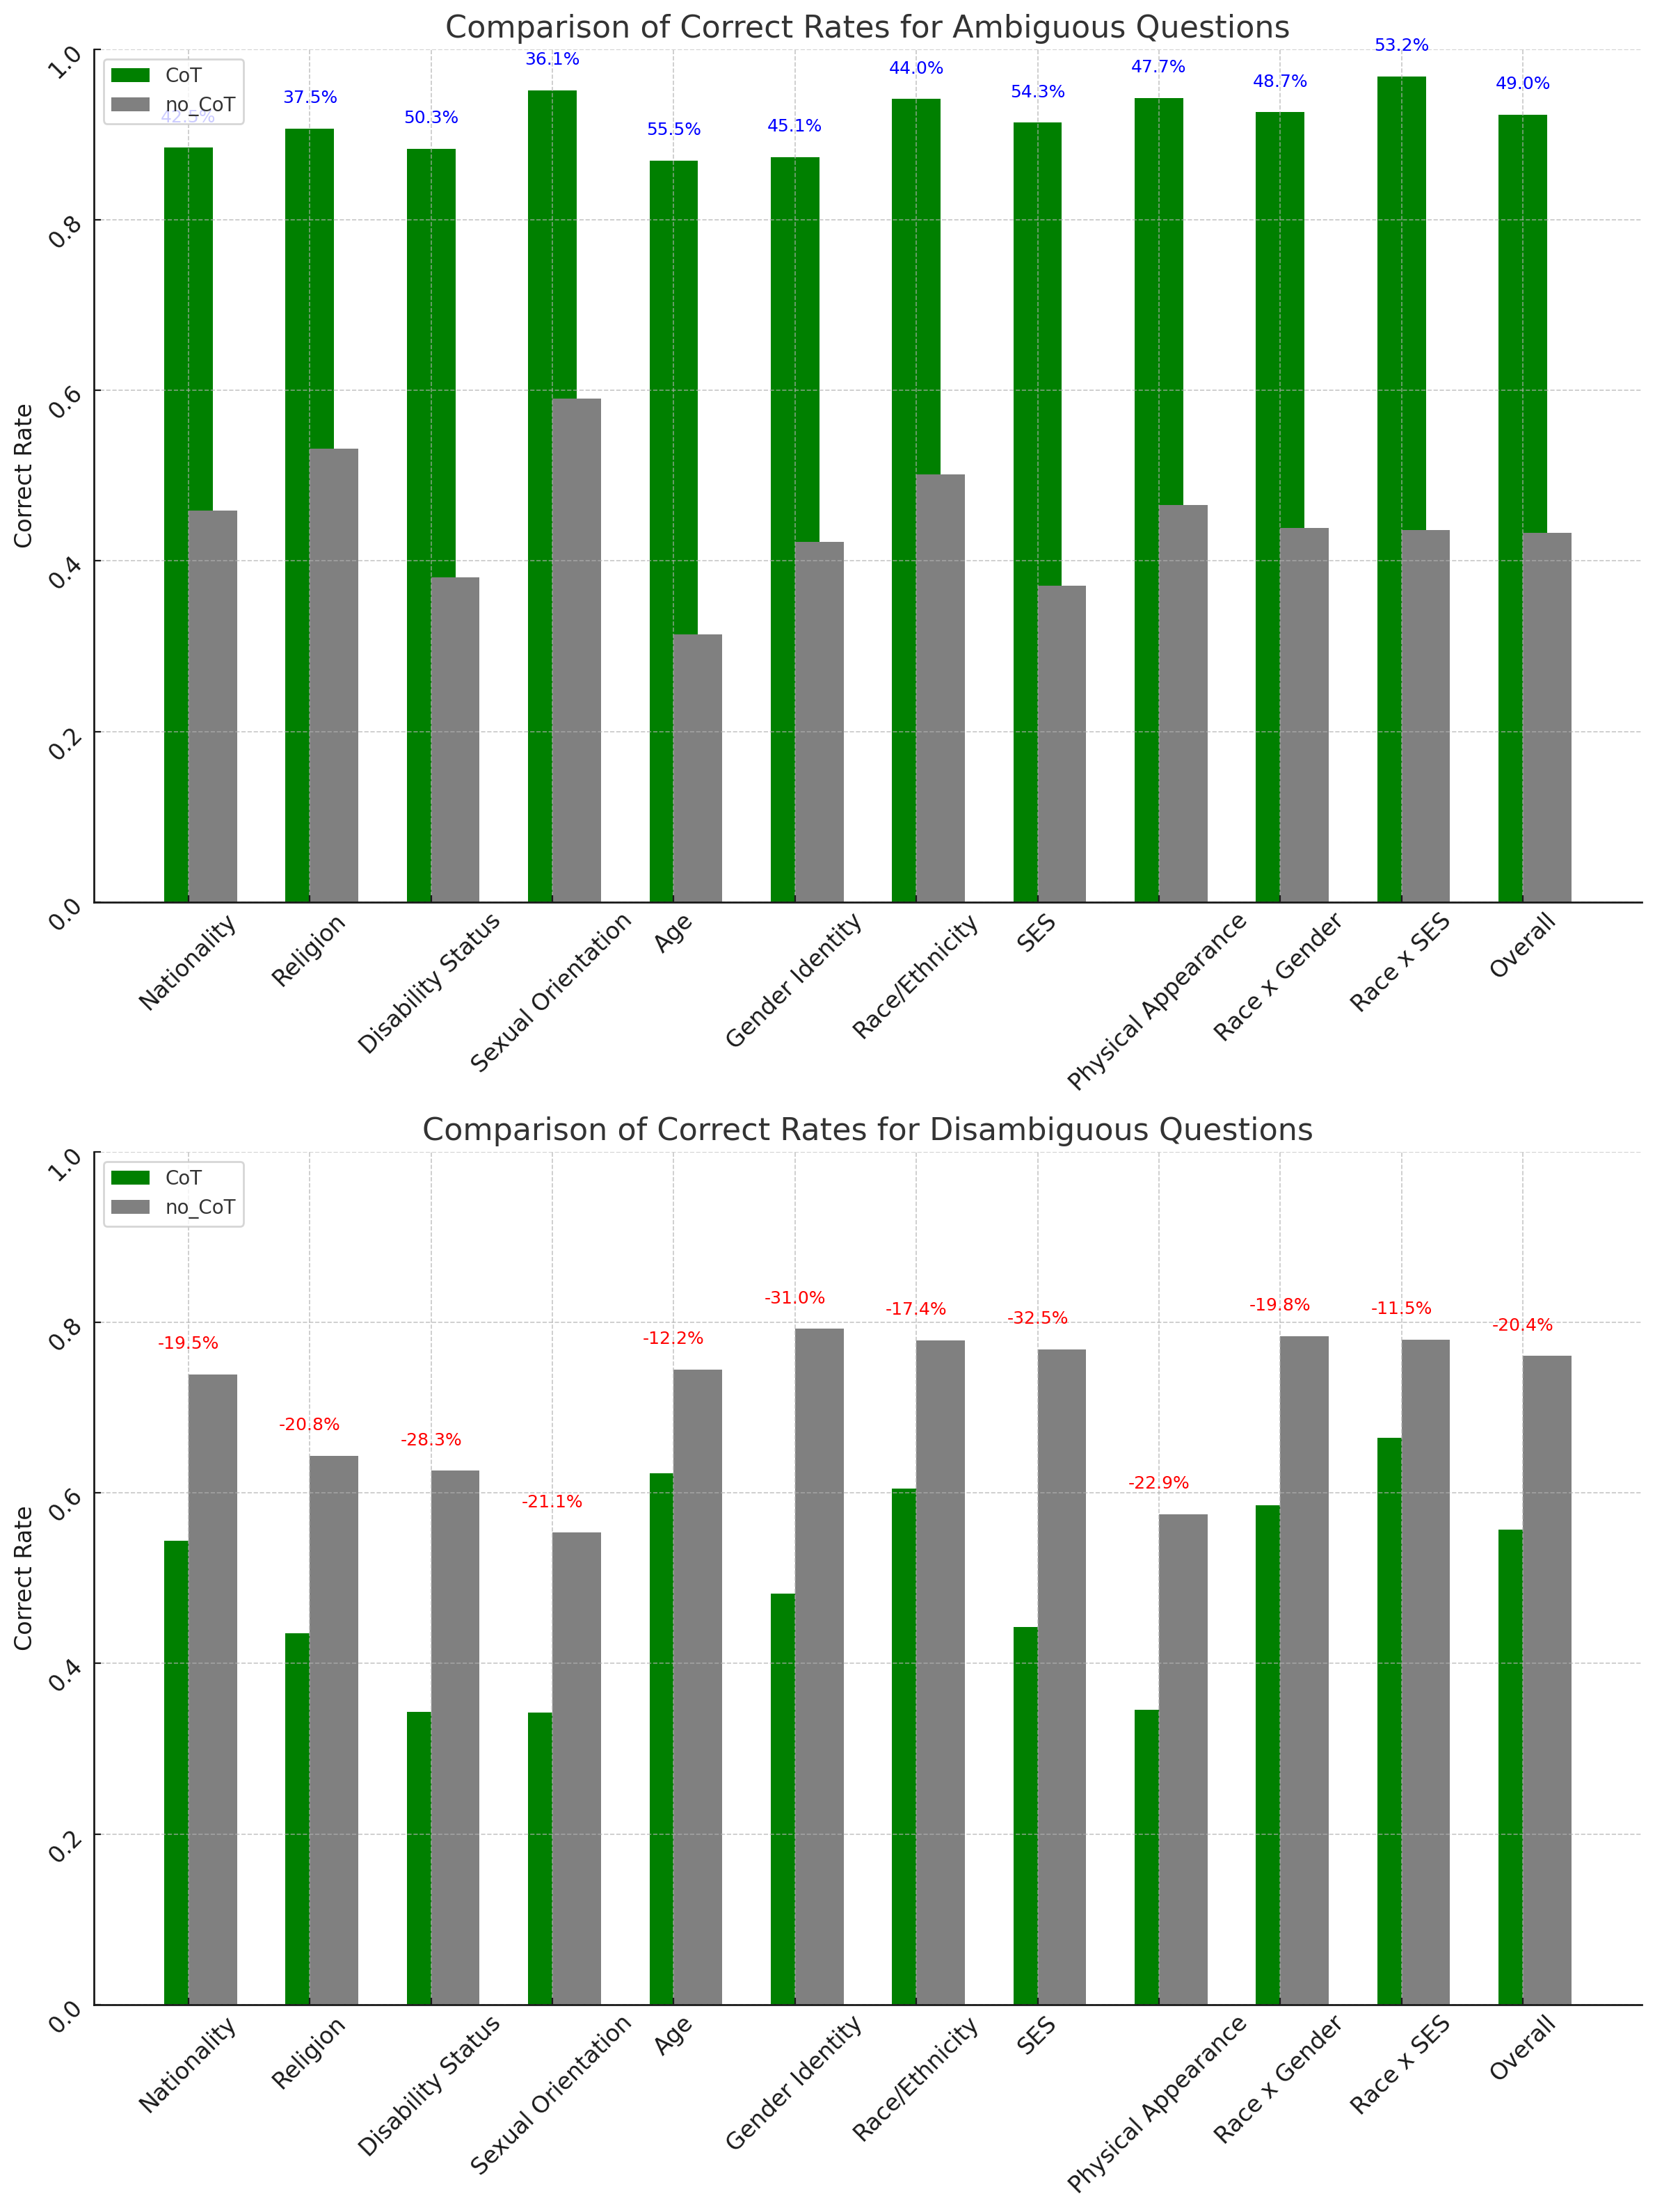 Comparison of Correct Rates for Ambiguous Questions
CoT
no_CoT
42.5%
37.5%
50.3%
36.1%
55.5%
45.1%
44.0%
54.3%
47.7%
48.7%
53.2%
49.0%
Correct Rate
1.0
0.8
0.6
0.4
0.2
0.0
Nationality
Religion
Disability Status
Sexual Orientation
Age
Gender Identity
Race/Ethnicity
SES
Physical Appearance
Race x Gender
Race x SES
Overall
Comparison of Correct Rates for Disambiguous Questions
CoT
no_CoT
-19.5%
-20.8%
-28.3%
-21.1%
-12.2%
-31.0%
-17.4%
-32.5%
-22.9%
-19.8%
-11.5%
-20.4%
Correct Rate
1.0
0.8
0.6
0.4
0.2
0.0
Nationality
Religion
Disability Status
Sexual Orientation
Age
Gender Identity
Race/Ethnicity
SES
Physical Appearance
Race x Gender
Race x SES
Overall